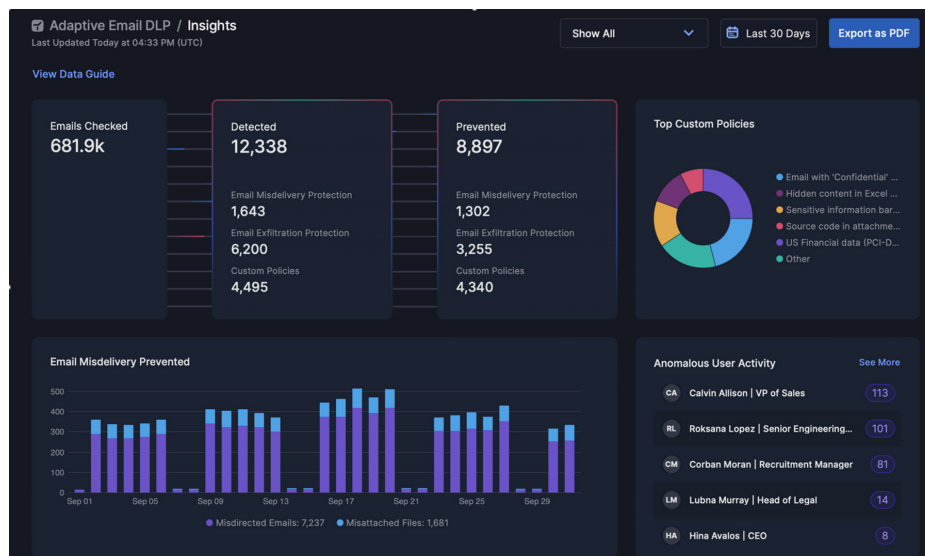 Adaptive Email DLP / Insights
Last Updated Today at 04:33 PM (UTC)
Show All
Last 30 Days
Export as PDF
View Data Guide
Emails Checked
681.9k
Detected
12,338
Email Misdelivery Protection
1,643
Email Exfiltration Protection
6,200
Custom Policies
4,495
Prevented
8,897
Email Misdelivery Protection
1,302
Email Exfiltration Protection
3,255
Custom Policies
4,340
Top Custom Policies
Email with 'Confidential' ...
Hidden content in Excel ...
Sensitive information bar...
Source code in attachme...
US Financial data (PCI-D...
Other
Email Misdelivery Prevented
500
400
300
200
100
0
Sep 01 Sep 05 Sep 09 Sep 13 Sep 17 Sep 21 Sep 25 Sep 29
Misdirected Emails: 7,237 Misattached Files: 1,681
Anomalous User Activity See More
CA Calvin Allison | VP of Sales 113
RL Roksana Lopez | Senior Engineering... 101
CM Corban Moran | Recruitment Manager 81
LM Lubna Murray | Head of Legal 14
HA Hina Avalos | CEO 8